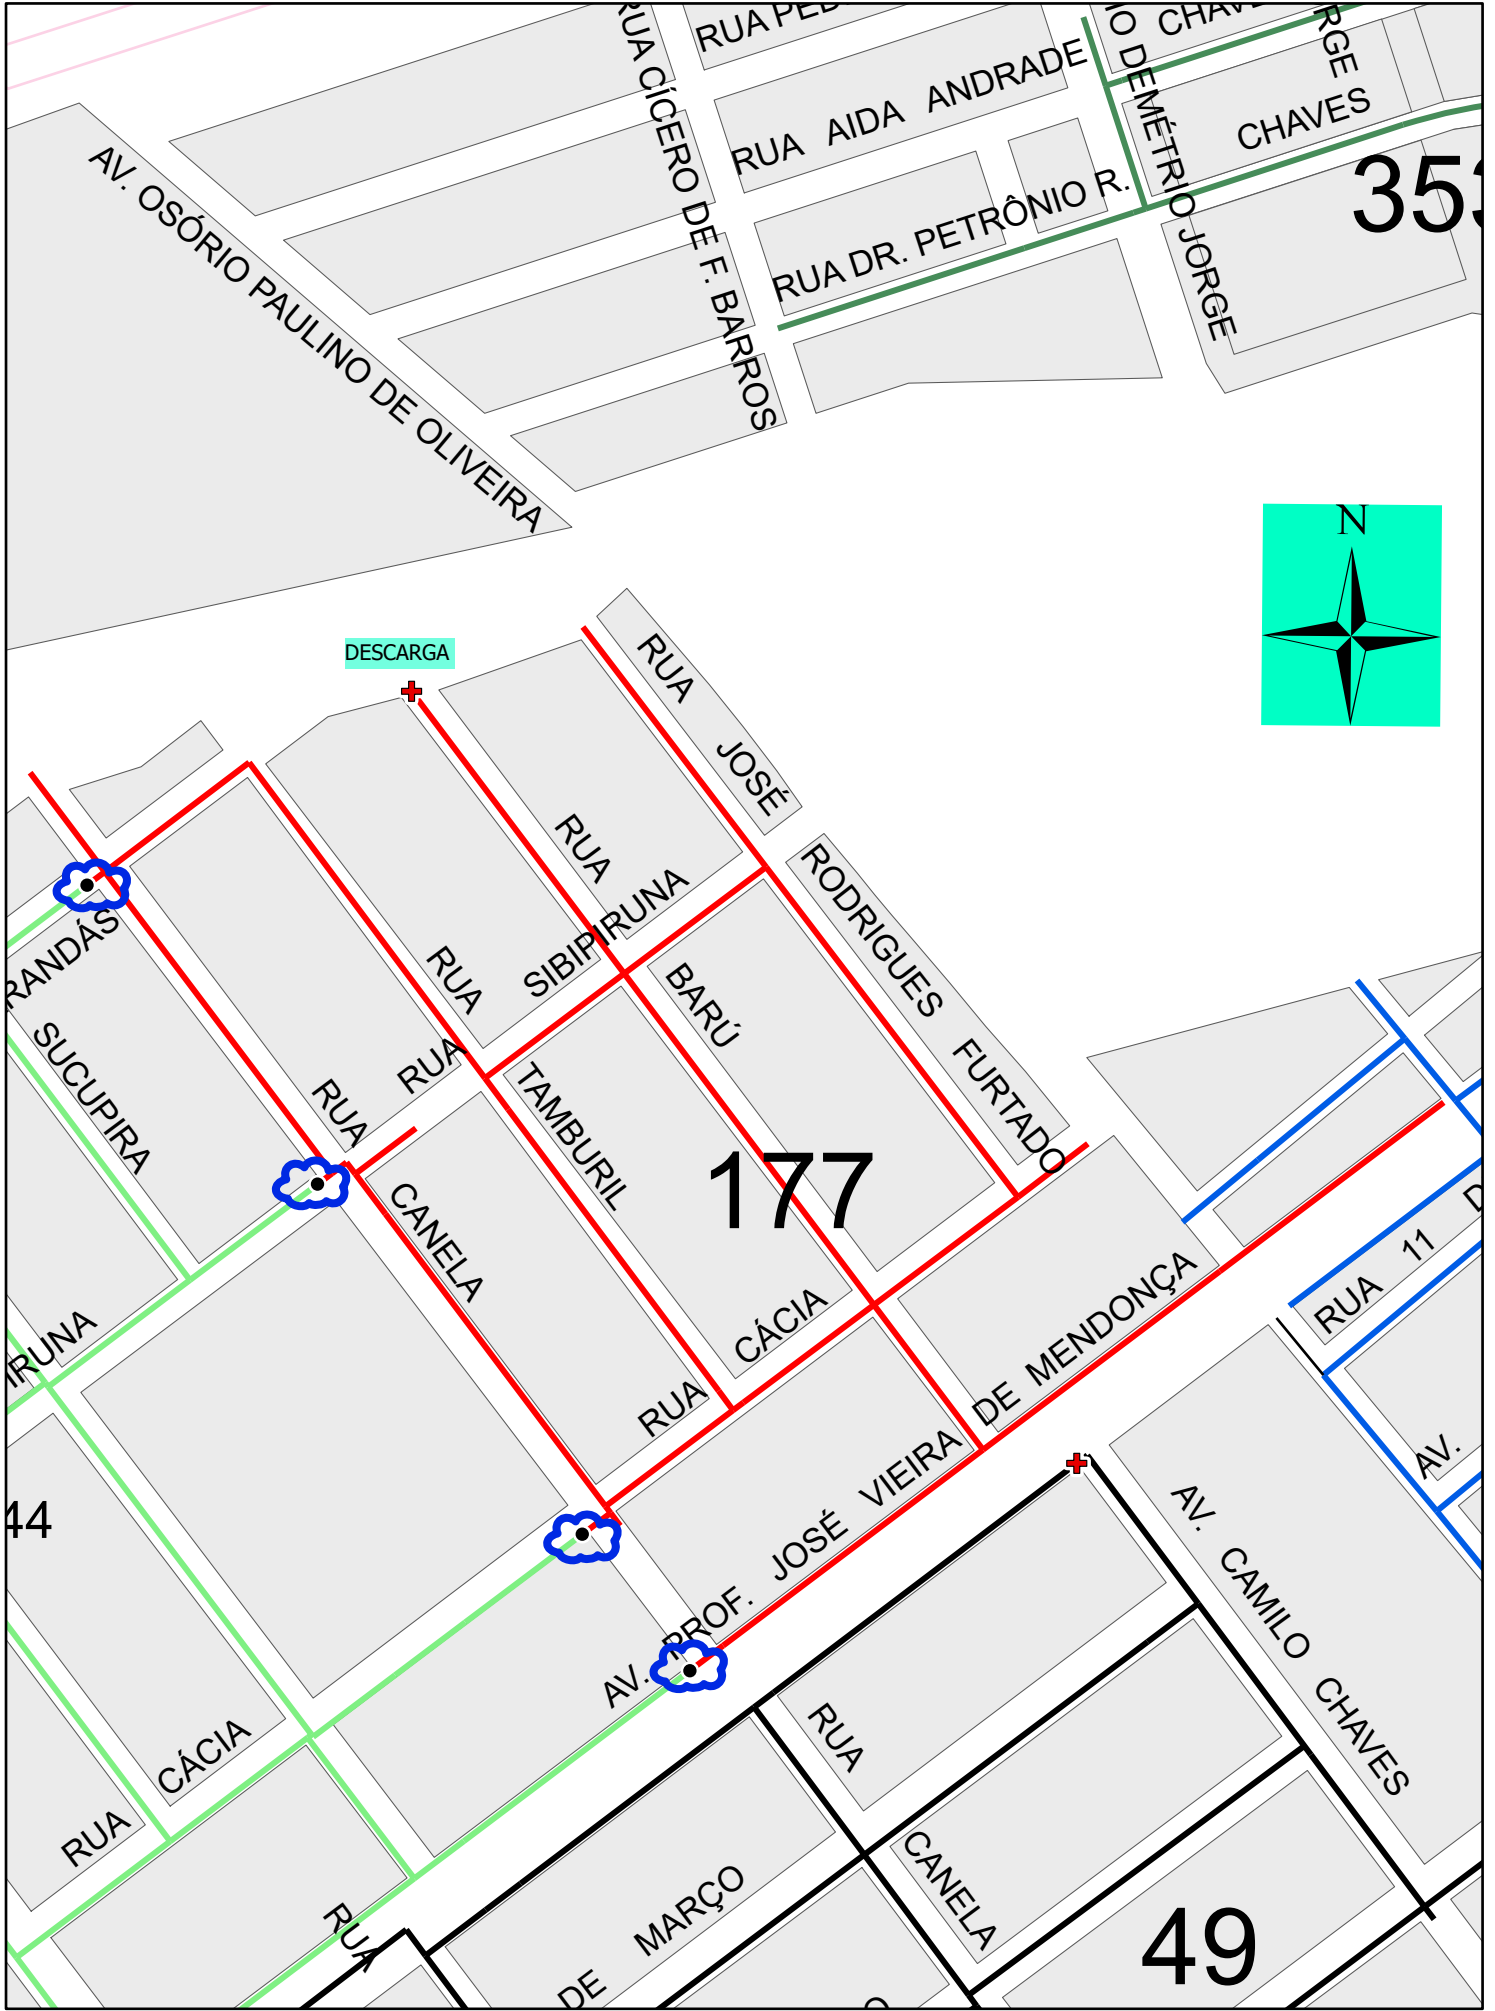 RUA CÍCERO DE F. BARROS
RUA AIDA ANDRADE
CHAVES
RUA DR. PETRÔNIO R.
DEMÉTRIO JORGE
353
AV. OSÓRIO PAULINO DE OLIVEIRA
N
DESCARGA
RUA JOSÉ RODRIGUES FURTADO
RUA BARÚ
RUA SIBIPIRUNA
RUA TAMBURIL
RUA CANELA
SUCUPIRA
177
RUA CÁCIA
AV. PROF. JOSÉ VIEIRA DE MENDONÇA
RUA 11 D
AV.
44
AV. CAMILO CHAVES
RUA CÁCIA
RUA CANELA
RUA
DE MARÇO
49